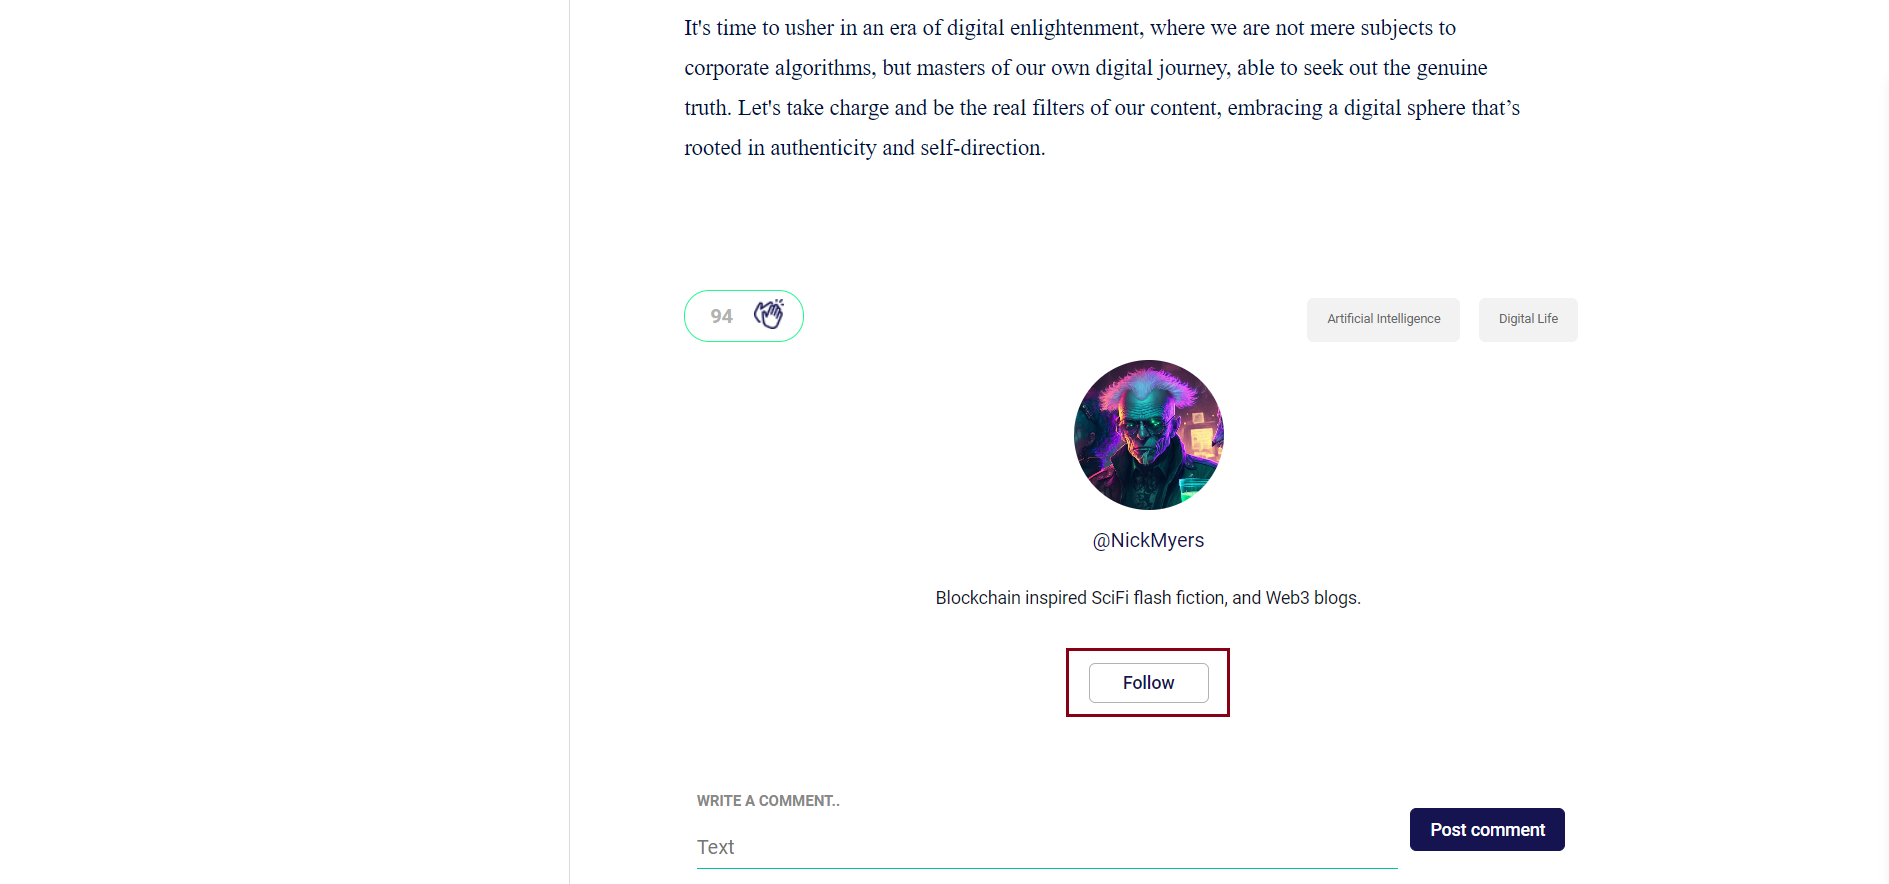 It's time to usher in an era of digital enlightenment, where we are not mere subjects to
corporate algorithms, but masters of our own digital journey, able to seek out the genuine
truth. Let's take charge and be the real filters of our content, embracing a digital sphere that’s
rooted in authenticity and self-direction.
94
Artificial Intelligence
Digital Life
@NickMyers
Blockchain inspired SciFi flash fiction, and Web3 blogs.
Follow
WRITE A COMMENT..
Text
Post comment